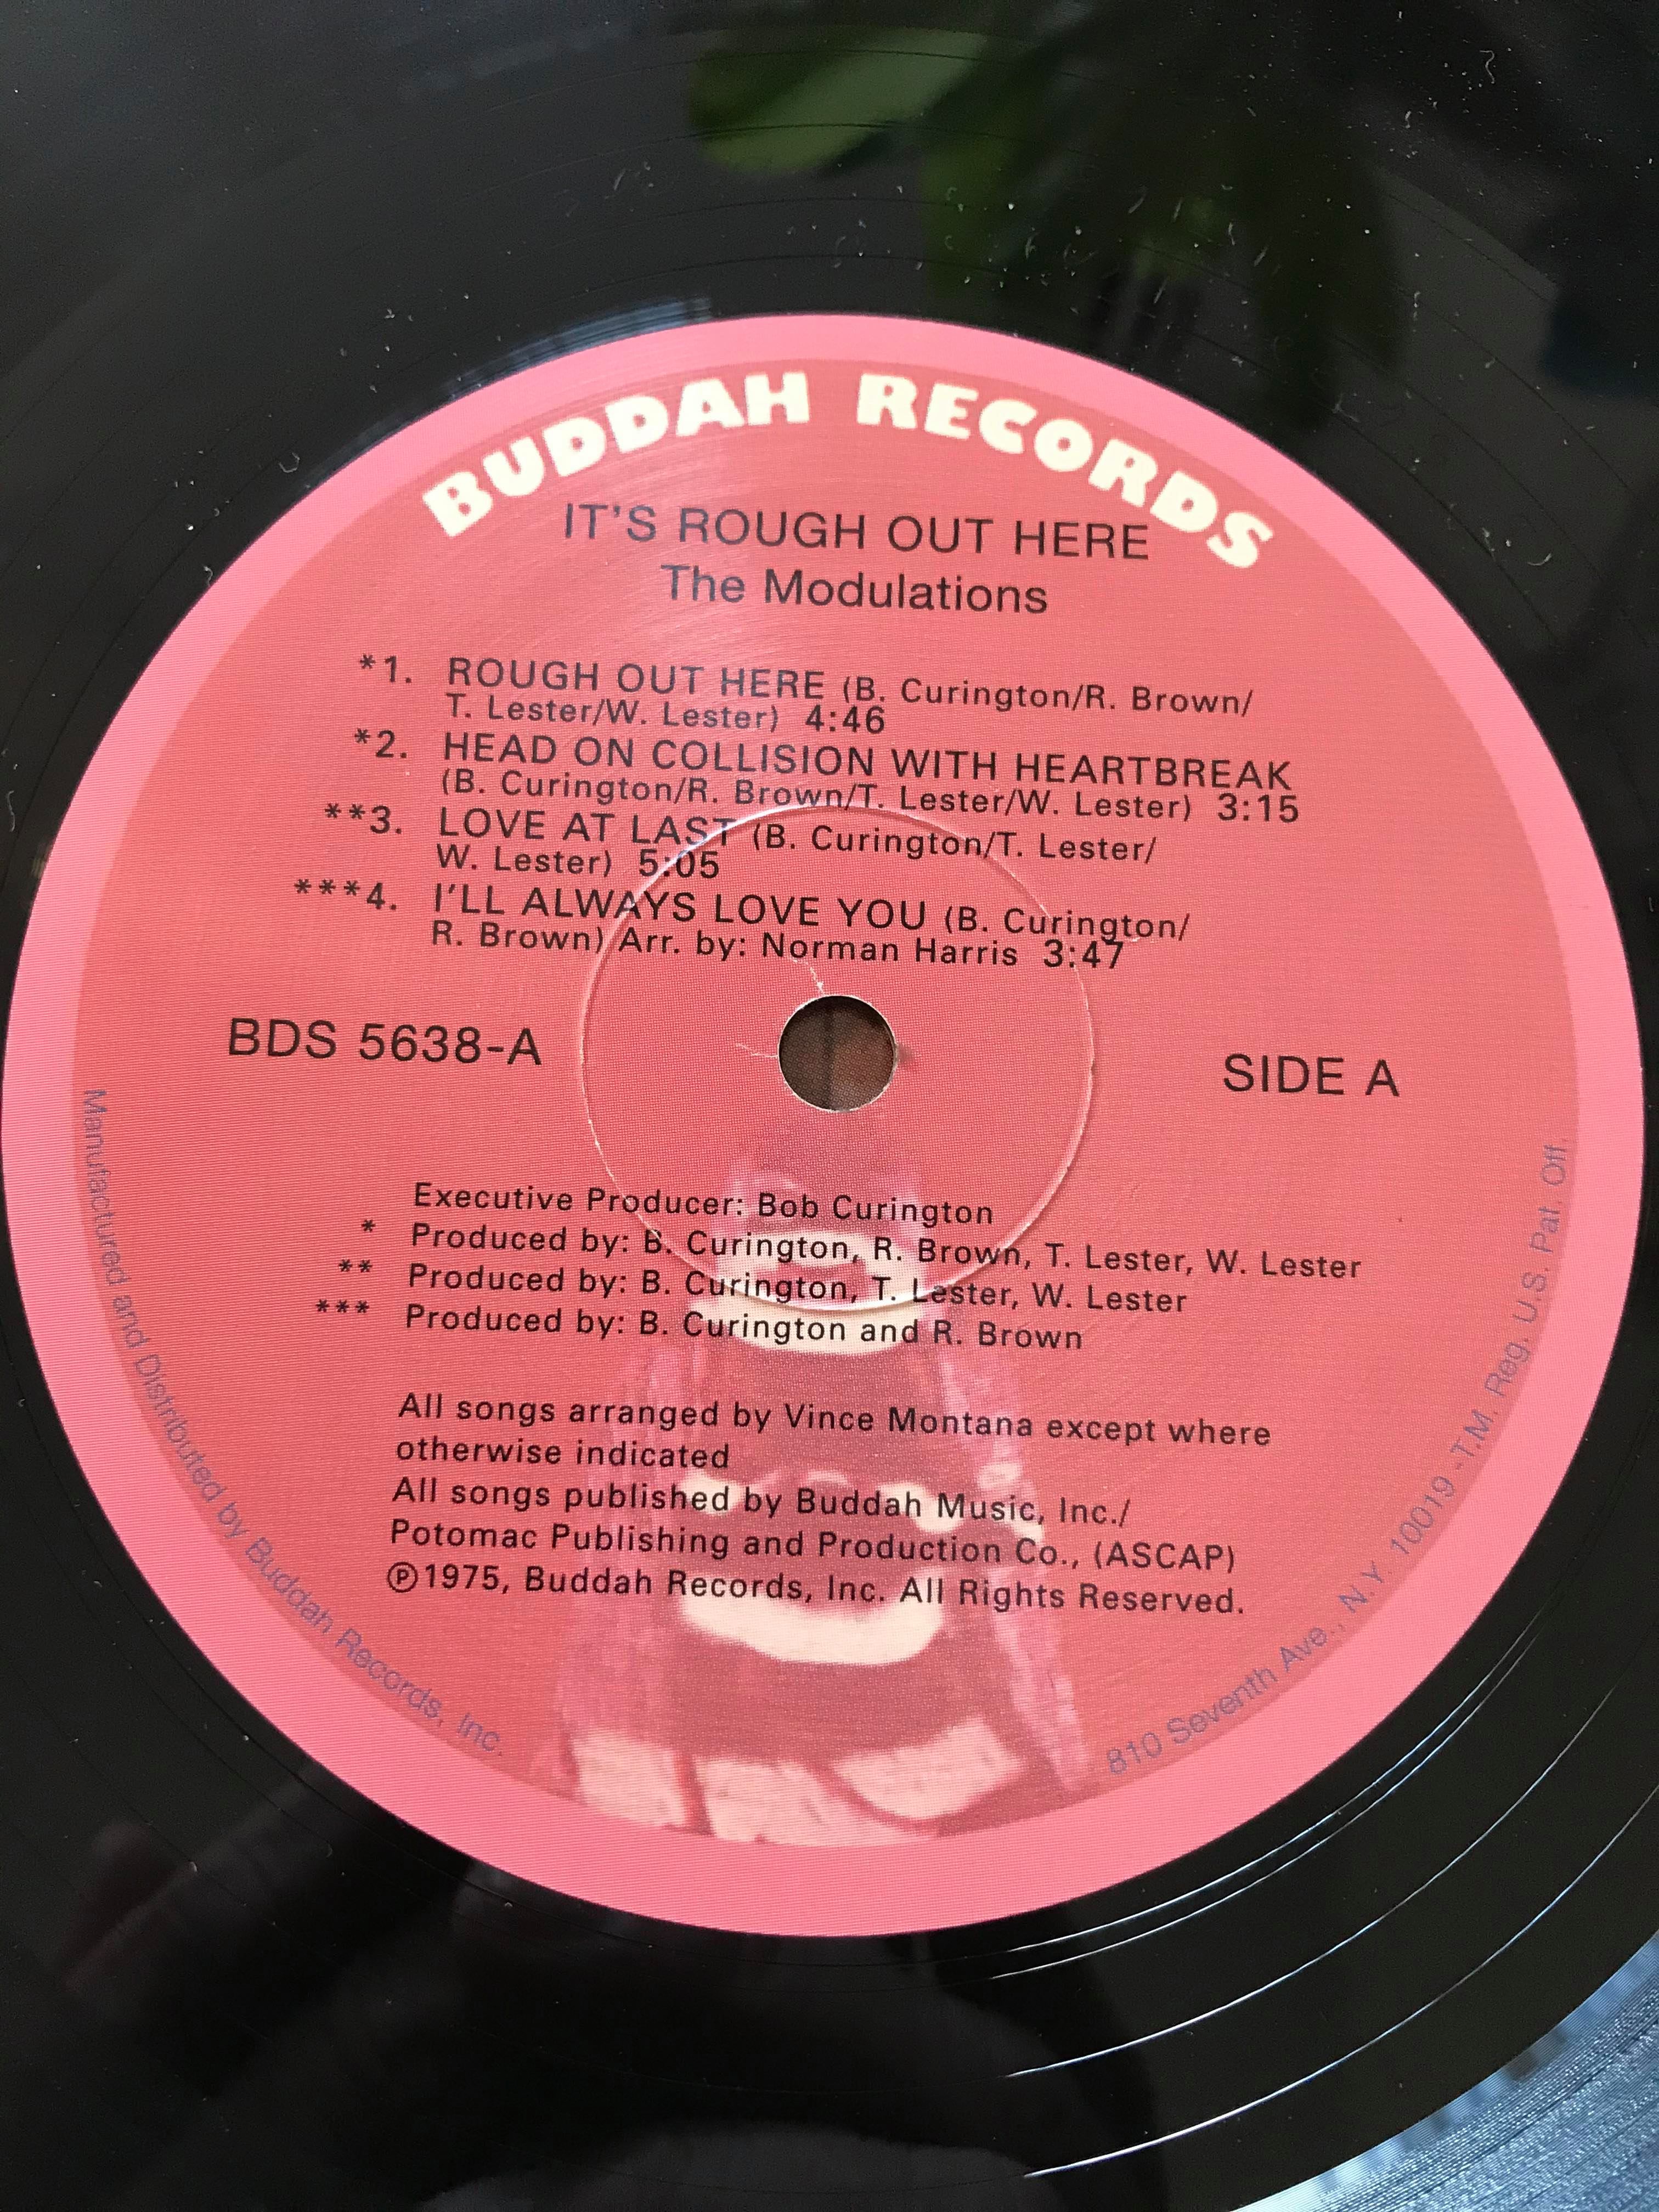 BUDDAH RECORDS
IT'S ROUGH OUT HERE
The Modulations
*1. ROUGH OUT HERE (B. Curington/R. Brown/
T. Lester/W. Lester) 4:46
*2. HEAD ON COLLISION WITH HEARTBREAK
(B. Curington/R. Brown/T. Lester/W. Lester) 3:15
**3. LOVE AT LAST (B. Curington/T. Lester/
W. Lester) 5:05
***4. I'LL ALWAYS LOVE YOU (B. Curington/
R. Brown) Arr. by: Norman Harris 3:47
BDS 5638-A
SIDE A
Executive Producer: Bob Curington
* Produced by: B. Curington, R. Brown, T. Lester, W. Lester
** Produced by: B. Curington, T. Lester, W. Lester
*** Produced by: B. Curington and R. Brown
All songs arranged by Vince Montana except where
otherwise indicated
All songs published by Buddah Music, Inc./
Potomac Publishing and Production Co., (ASCAP)
℗1975, Buddah Records, Inc. All Rights Reserved.
Manufactured and Distributed by Buddah Records, Inc.
810 Seventh Ave., N.Y. 10019 -T.M. Reg. U.S. Pat. Off.